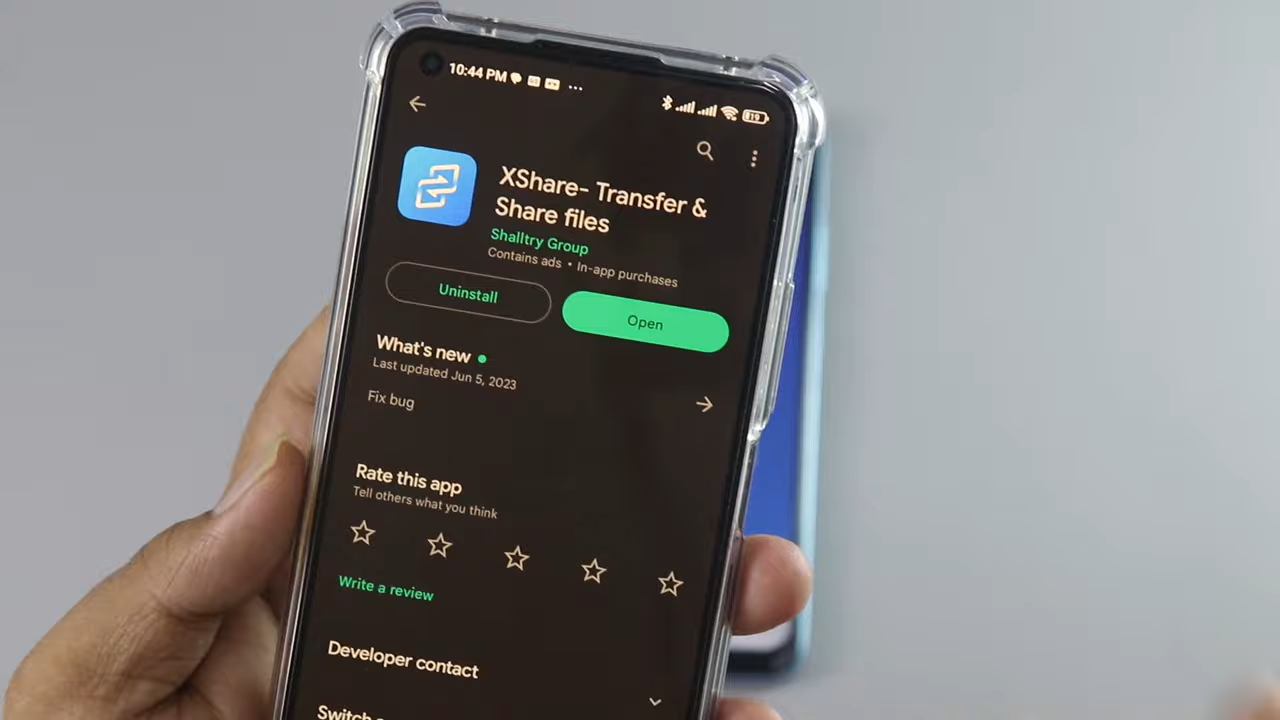 10:44 PM
19
XShare- Transfer &
Share files
Shalltry Group
Contains ads • In-app purchases
Uninstall
Open
What's new
Last updated Jun 5, 2023
Fix bug
Rate this app
Tell others what you think
Write a review
Developer contact